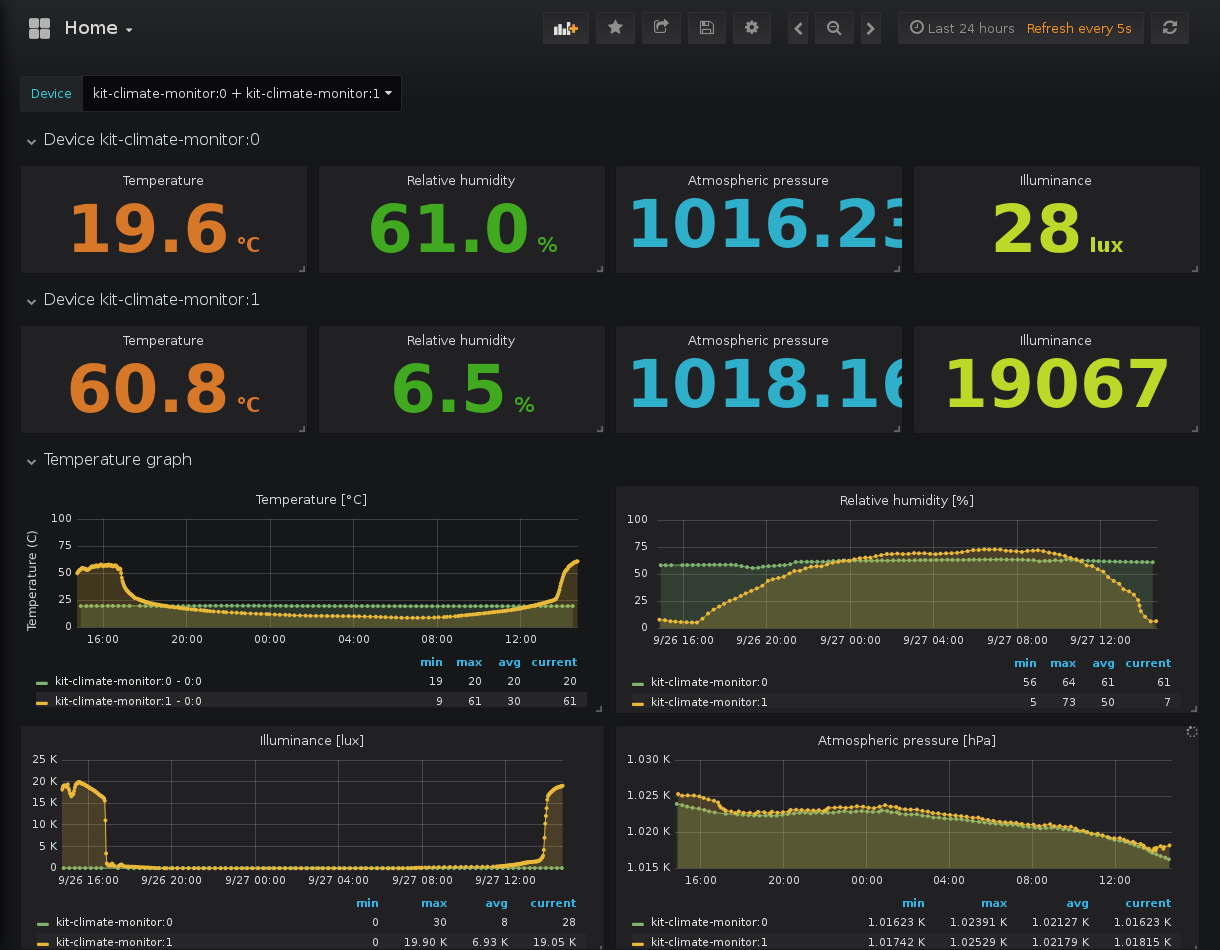 Home
Last 24 hours Refresh every 5s
Device kit-climate-monitor:0 + kit-climate-monitor:1
Device kit-climate-monitor:0
Temperature Relative humidity Atmospheric pressure Illuminance
19.6 °C 61.0 % 1016.23 28 lux
Device kit-climate-monitor:1
Temperature Relative humidity Atmospheric pressure Illuminance
60.8 °C 6.5 % 1018.16 19067
Temperature graph
Temperature [°C]
Temperature (C)
100
75
50
25
0
16:00 20:00 00:00 04:00 08:00 12:00
min max avg current
kit-climate-monitor:0 - 0:0 19 20 20 20
kit-climate-monitor:1 - 0:0 9 61 30 61
Relative humidity [%]
100
75
50
25
0
9/26 16:00 9/26 20:00 9/27 00:00 9/27 04:00 9/27 08:00 9/27 12:00
min max avg current
kit-climate-monitor:0 56 64 61 61
kit-climate-monitor:1 5 73 50 7
Illuminance [lux]
25 K
20 K
15 K
10 K
5 K
0
9/26 16:00 9/26 20:00 9/27 00:00 9/27 04:00 9/27 08:00 9/27 12:00
min max avg current
kit-climate-monitor:0 0 30 8 28
kit-climate-monitor:1 0 19.90 K 6.93 K 19.05 K
Atmospheric pressure [hPa]
1.030 K
1.025 K
1.020 K
1.015 K
16:00 20:00 00:00 04:00 08:00 12:00
min max avg current
kit-climate-monitor:0 1.01623 K 1.02391 K 1.02127 K 1.01623 K
kit-climate-monitor:1 1.01742 K 1.02529 K 1.02179 K 1.01815 K